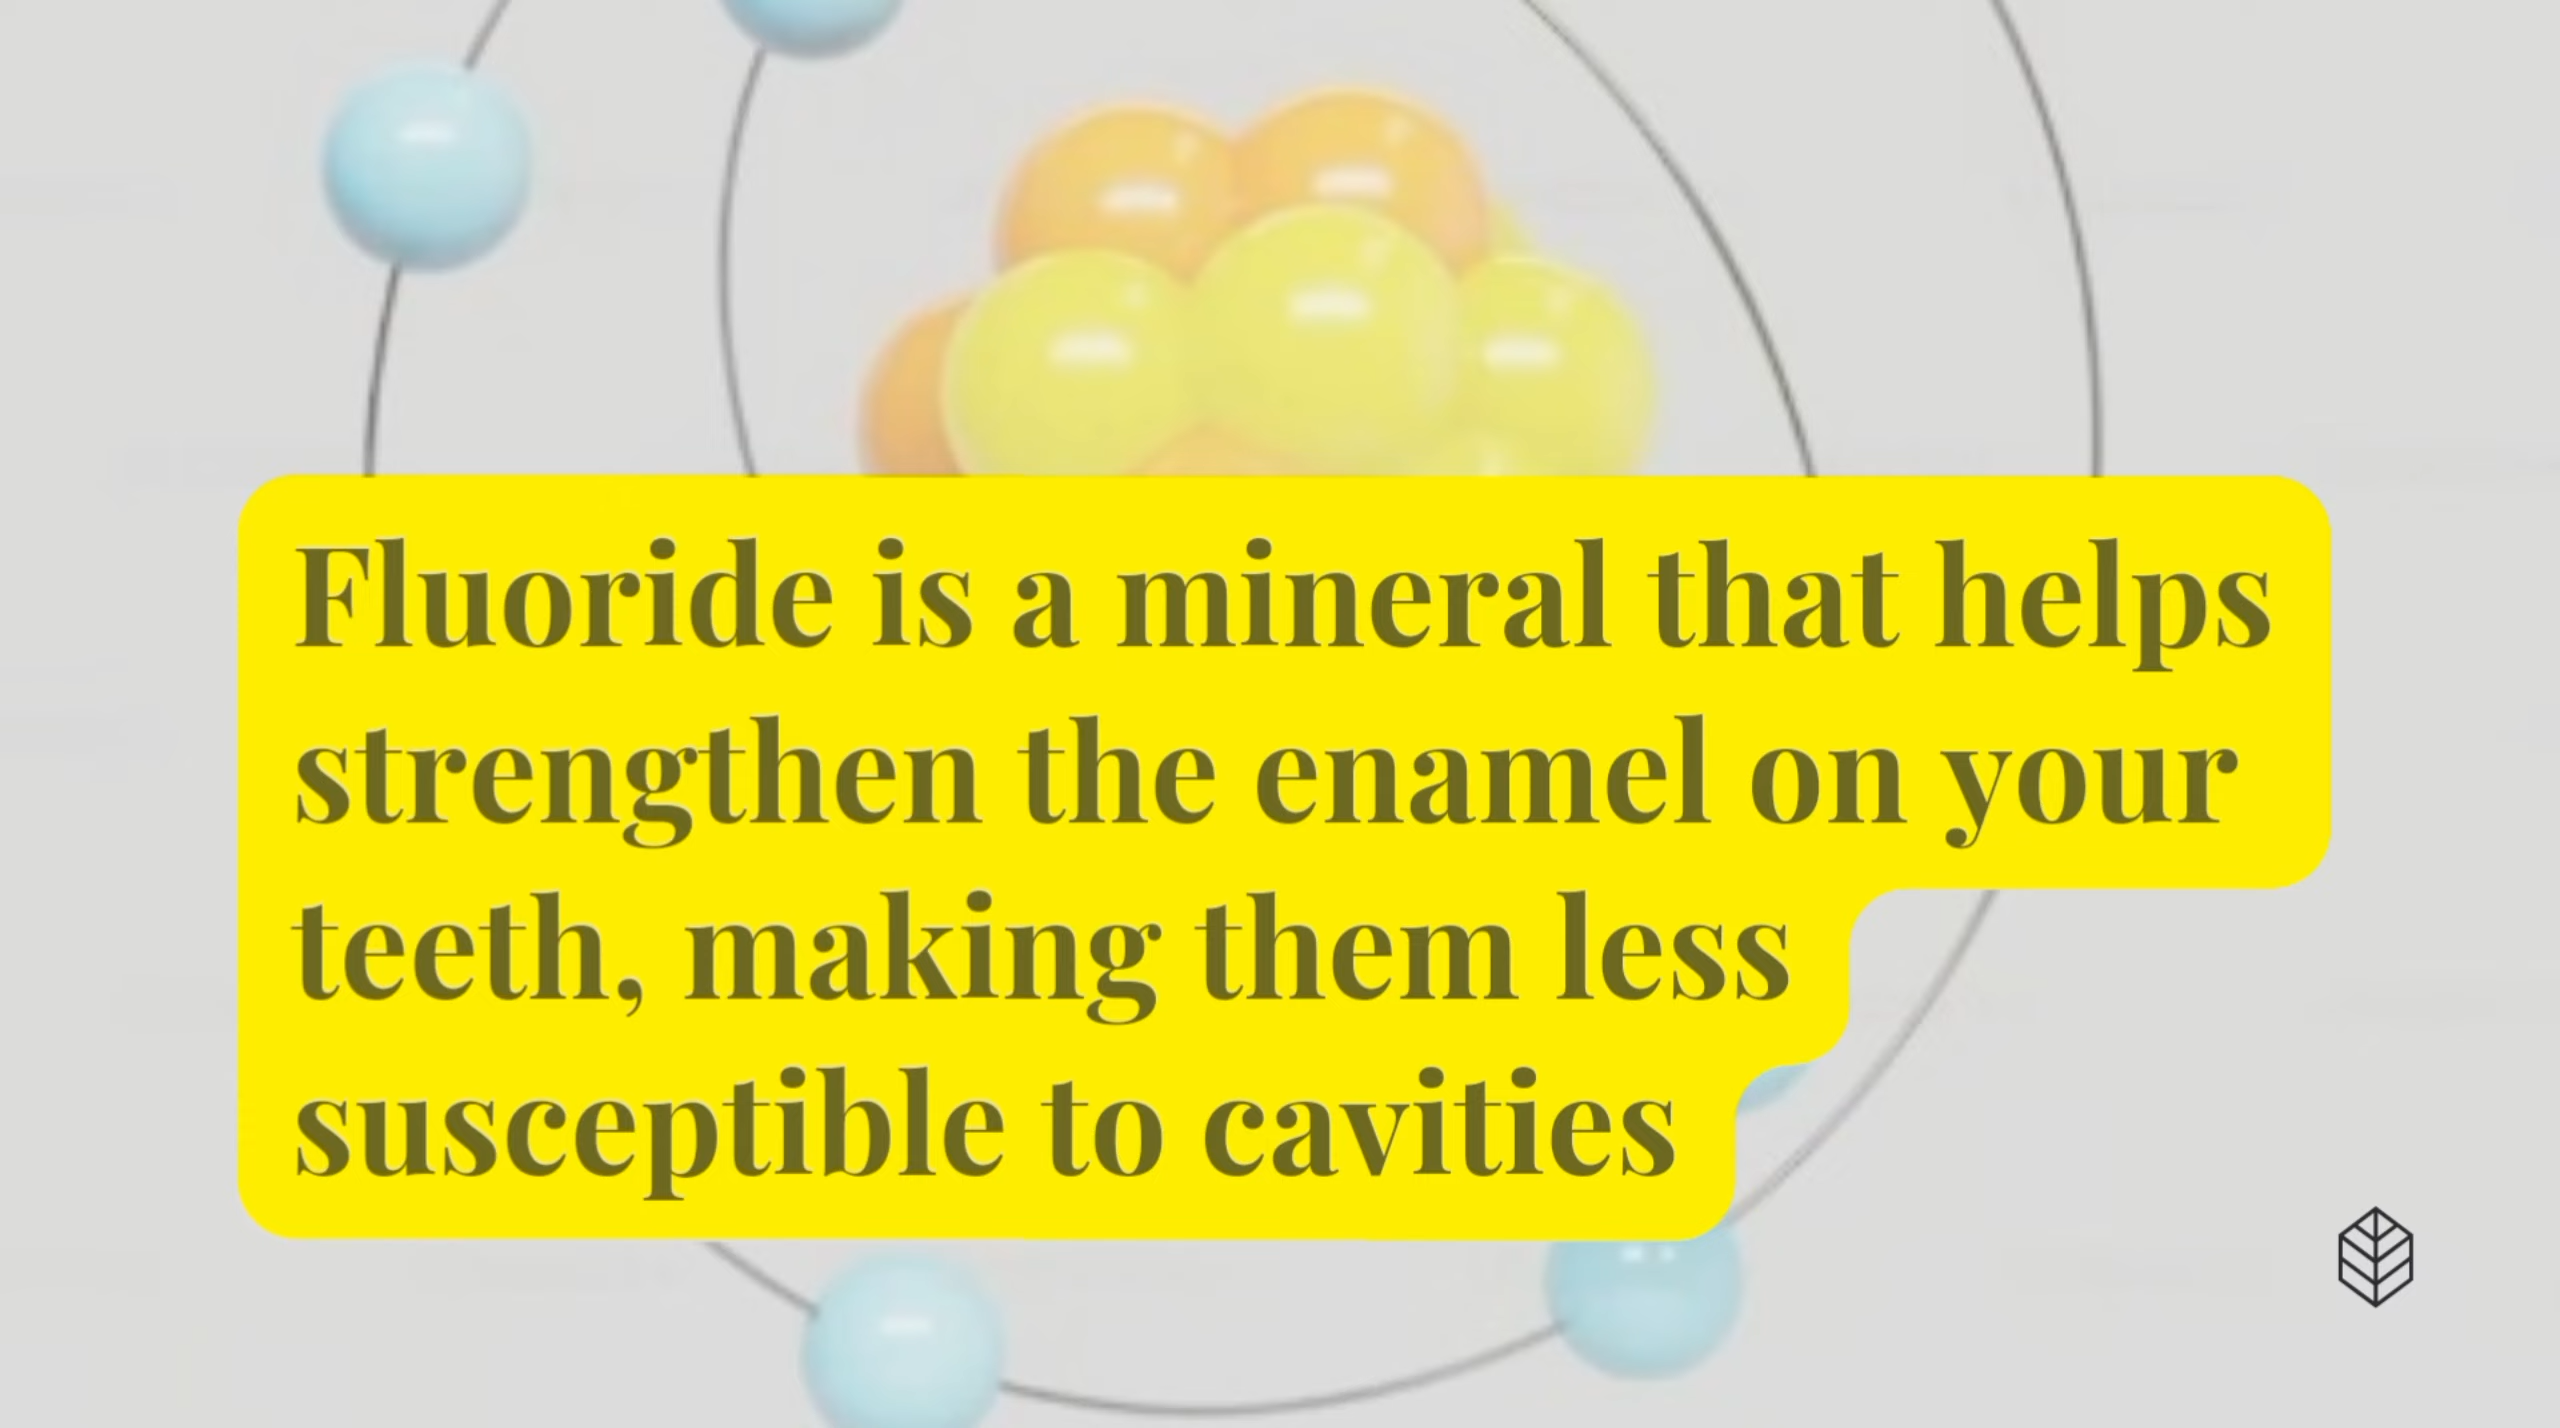 Fluoride is a mineral that helps
strengthen the enamel on your
teeth, making them less
susceptible to cavities